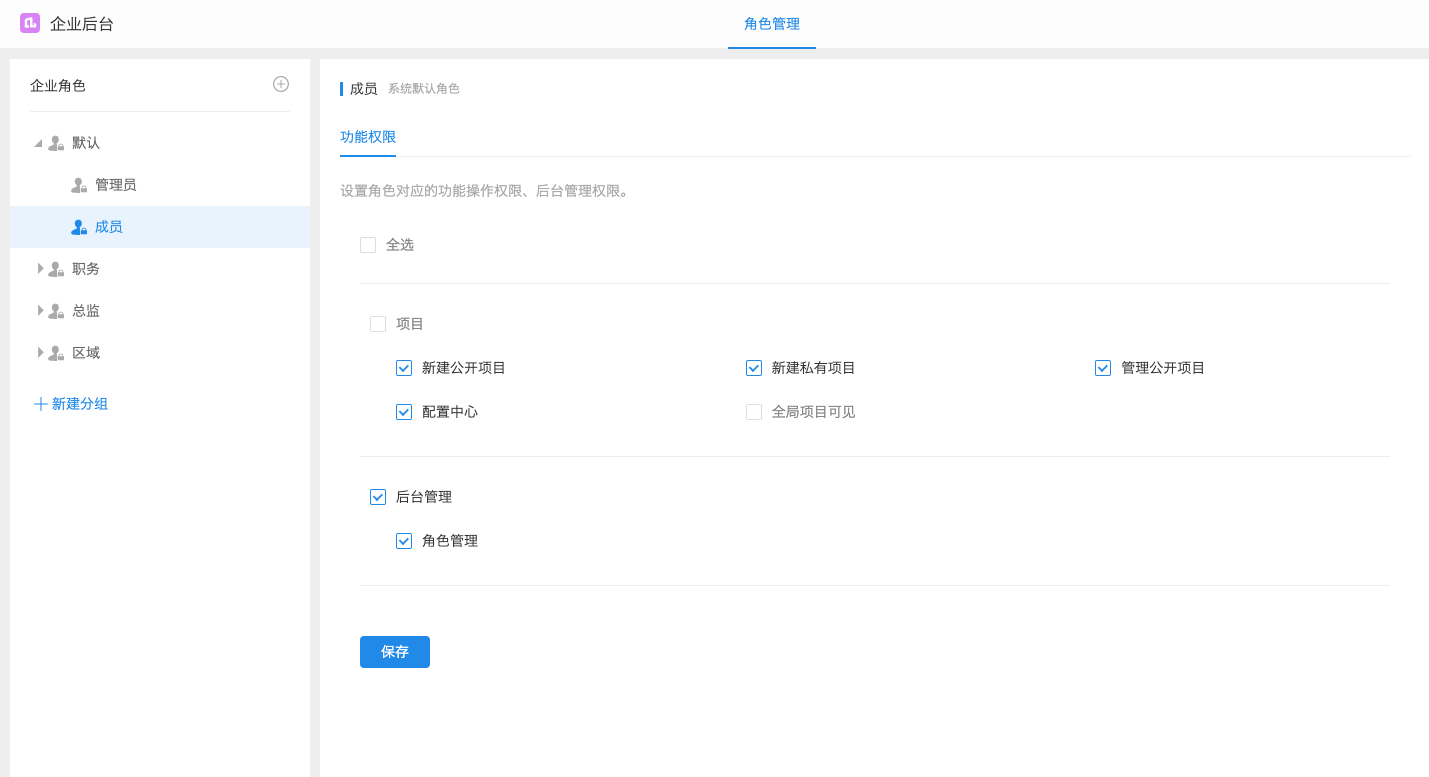 企业后台
角色管理
企业角色
默认
管理员
成员
职务
总监
区域
新建分组
成员 系统默认角色
功能权限
设置角色对应的功能操作权限、后台管理权限。
全选
项目
新建公开项目 新建私有项目 管理公开项目
配置中心 全局项目可见
后台管理
角色管理
保存